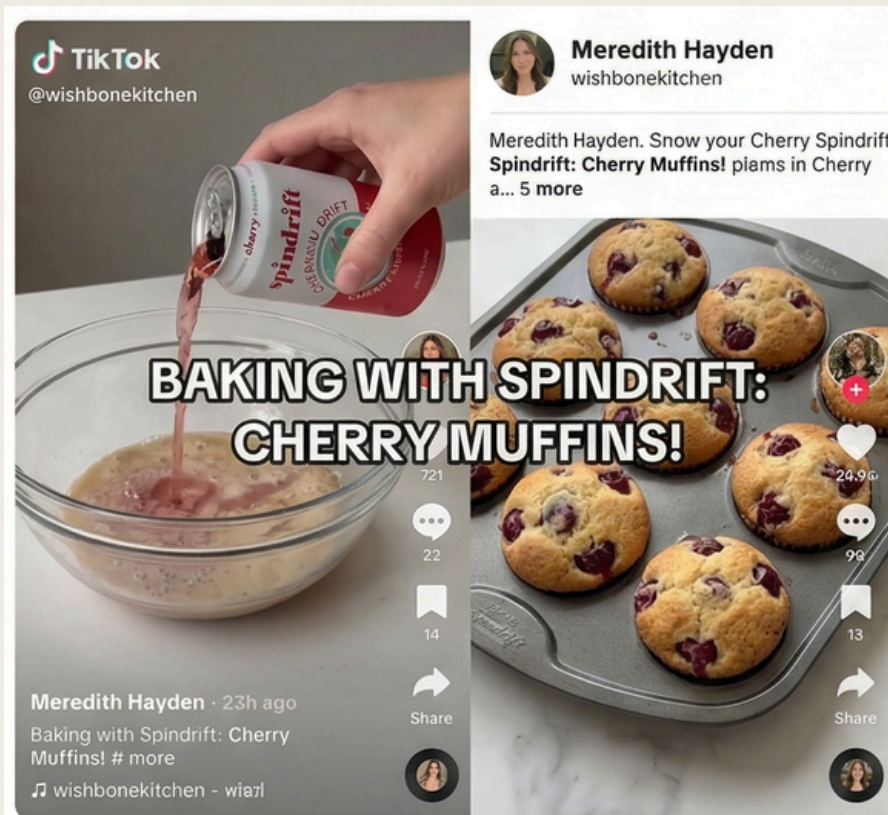 TikTok
@wishbonekitchen
cherry
spindrift
Meredith Hayden
wishbonekitchen
Meredith Hayden. Snow your Cherry Spindrift
Spindrift: Cherry Muffins! plams in Cherry
a... 5 more
BAKING WITH SPINDRIFT:
CHERRY MUFFINS!
721
22
14
Share
Meredith Hayden · 23h ago
Baking with Spindrift: Cherry
Muffins! # more
wishbonekitchen -
13
Share